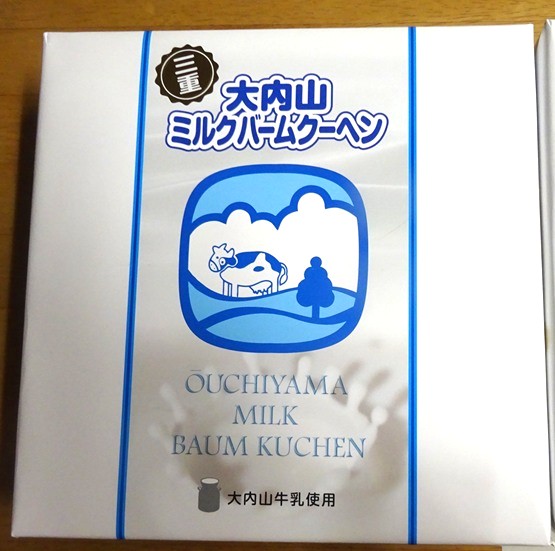 三重
大内山
ミルクバームクーヘン
ŌUCHIYAMA
MILK
BAUM KUCHEN
大内山牛乳使用